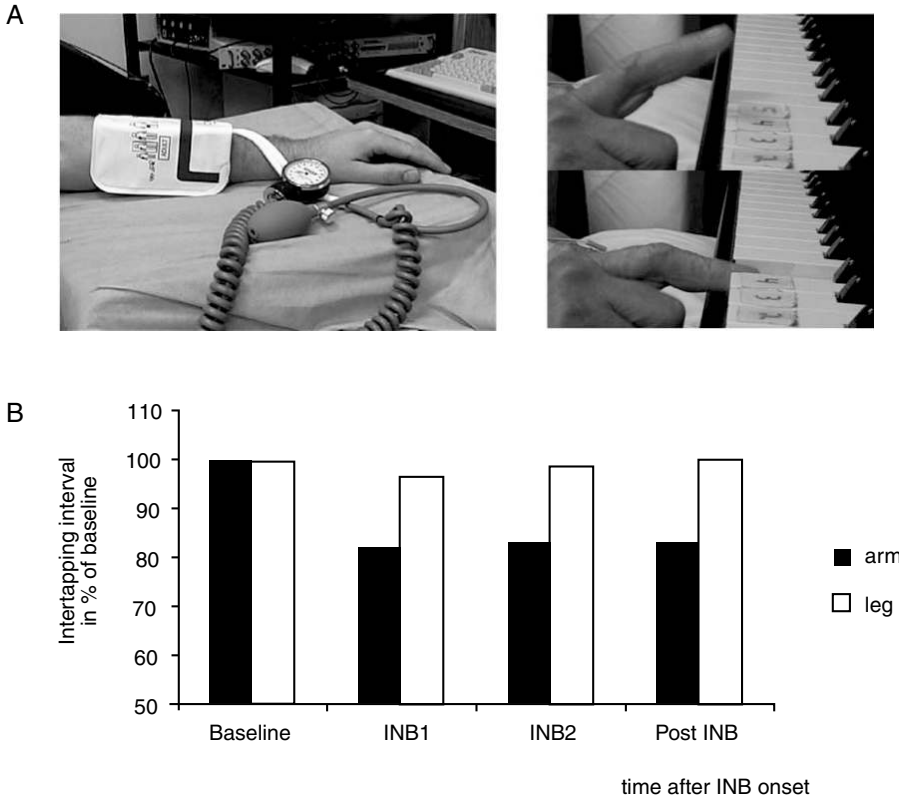 A
ADULT
B
Intertapping interval
in % of baseline
110
100
90
80
70
60
50
Baseline
INB1
INB2
Post INB
arm
leg
time after INB onset